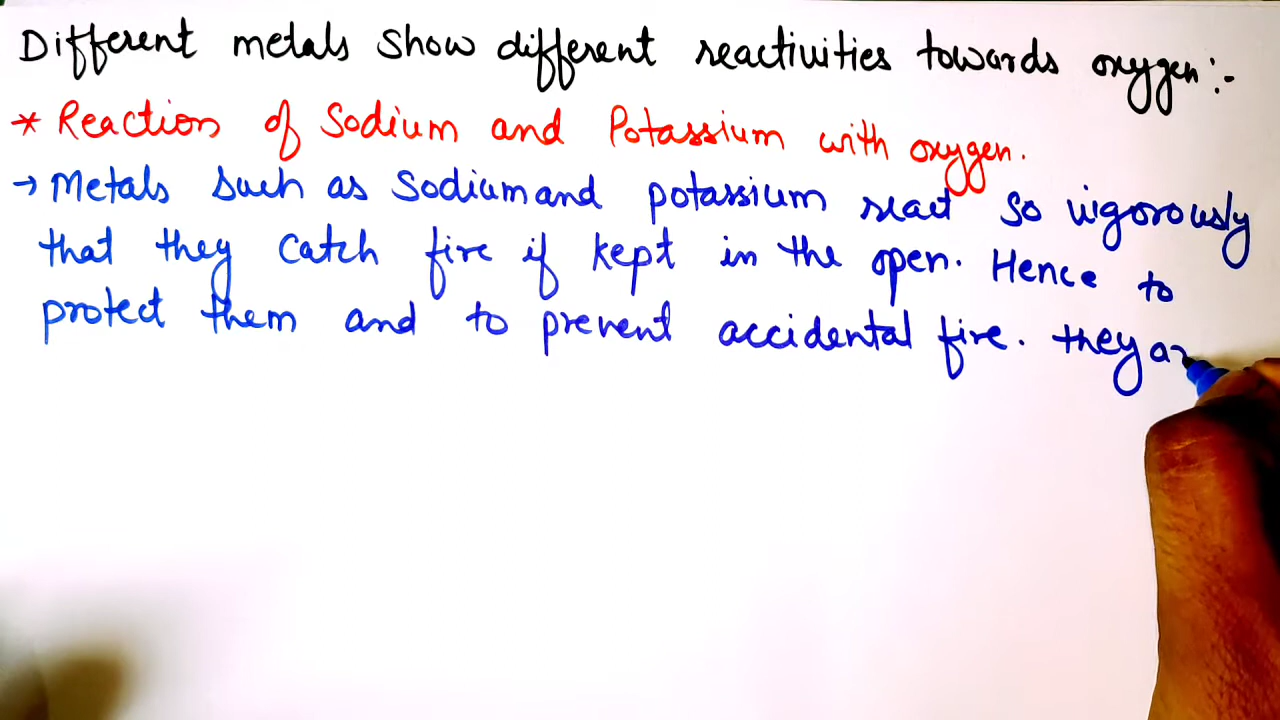 Different metals show different reactivities towards oxygen:-
* Reaction of Sodium and Potassium with oxygen.
→ Metals such as Sodium and potassium react so vigorously
that they catch fire if kept in the open. Hence to
protect them and to prevent accidental fire. they ar